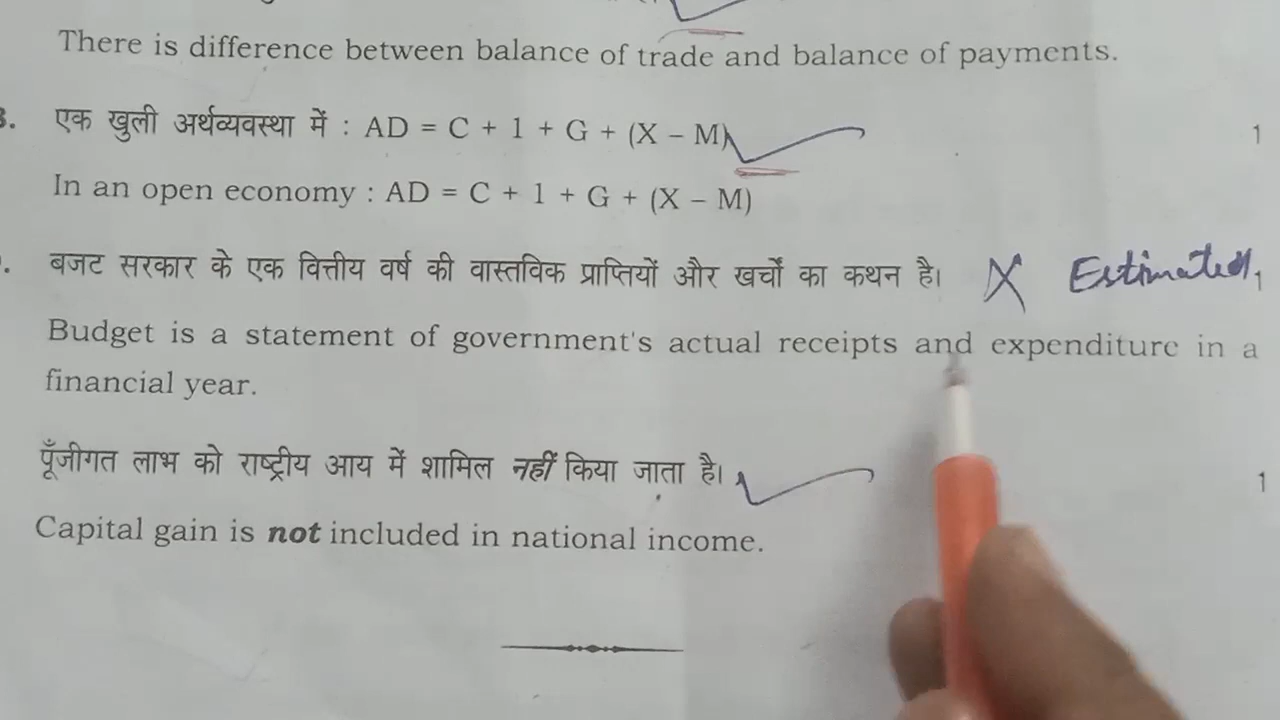 There is difference between balance of trade and balance of payments.
एक खुली अर्थव्यवस्था में : AD = C + 1 + G + (X – M) 1
In an open economy : AD = C + 1 + G + (X – M)
बजट सरकार के एक वित्तीय वर्ष की वास्तविक प्राप्तियों और खर्चों का कथन है। X Estimated, 1
Budget is a statement of government's actual receipts and expenditure in a
financial year.
पूँजीगत लाभ को राष्ट्रीय आय में शामिल नहीं किया जाता है। 1
Capital gain is not included in national income.